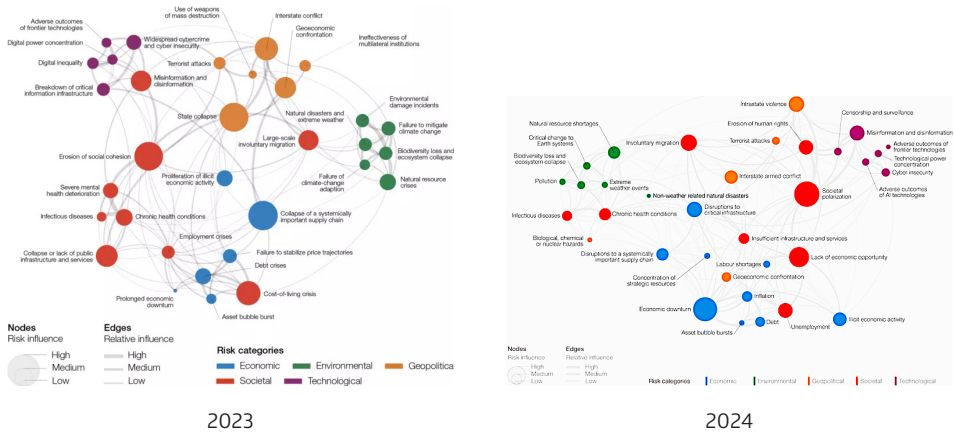 Use of weapons
of mass destruction
Interstate conflict
Adverse outcomes
of frontier technologies
Geoeconomic
confrontation
Digital power concentration
Widespread cybercrime
and cyber insecurity
Ineffectiveness of
multilateral institutions
Digital inequality
Terrorist attacks
Misinformation and
disinformation
Breakdown of critical
information infrastructure
Natural disasters and
extreme weather
Environmental
damage incidents
State collapse
Failure to mitigate
climate change
Large-scale
involuntary migration
Biodiversity loss and
ecosystem collapse
Erosion of social cohesion
Proliferation of illicit
economic activity
Failure of
climate-change
adaption
Natural resource
crises
Severe mental
health deterioration
Infectious diseases
Chronic health conditions
Collapse of a systemically
important supply chain
Employment crises
Collapse or lack of public
infrastructure and services
Failure to stabilize price trajectories
Debt crises
Prolonged economic
downturn
Cost-of-living crisis
Asset bubble burst
Nodes
Risk influence
High
Medium
Low
Edges
Relative influence
High
Medium
Low
Risk categories
Economic
Environmental
Geopolitica
Societal
Technological
2023
Intrastate violence
Censorship and surveillance
Natural resource shortages
Erosion of human rights
Misinformation and disinformation
Critical change to
Earth systems
Involuntary migration
Terrorist attacks
Adverse outcomes of
frontier technologies
Biodiversity loss and
ecosystem collapse
Technological power
concentration
Cyber insecurity
Pollution
Extreme
weather events
Interstate armed conflict
Adverse outcomes
of AI technologies
Non-weather related natural disasters
Societal
polarization
Infectious diseases
Chronic health conditions
Disruptions to
critical infrastructure
Biological, chemical
or nuclear hazards
Insufficient infrastructure and services
Disruptions to a systemically
important supply chain
Labour shortages
Lack of economic opportunity
Concentration of
strategic resources
Geoeconomic confrontation
Economic downturn
Inflation
Asset bubble bursts
Debt
Unemployment
Illicit economic activity
Nodes
Risk influence
High
Medium
Low
Edges
Relative influence
High
Medium
Low
Risk categories
Economic
Environmental
Geopolitical
Societal
Technological
2024